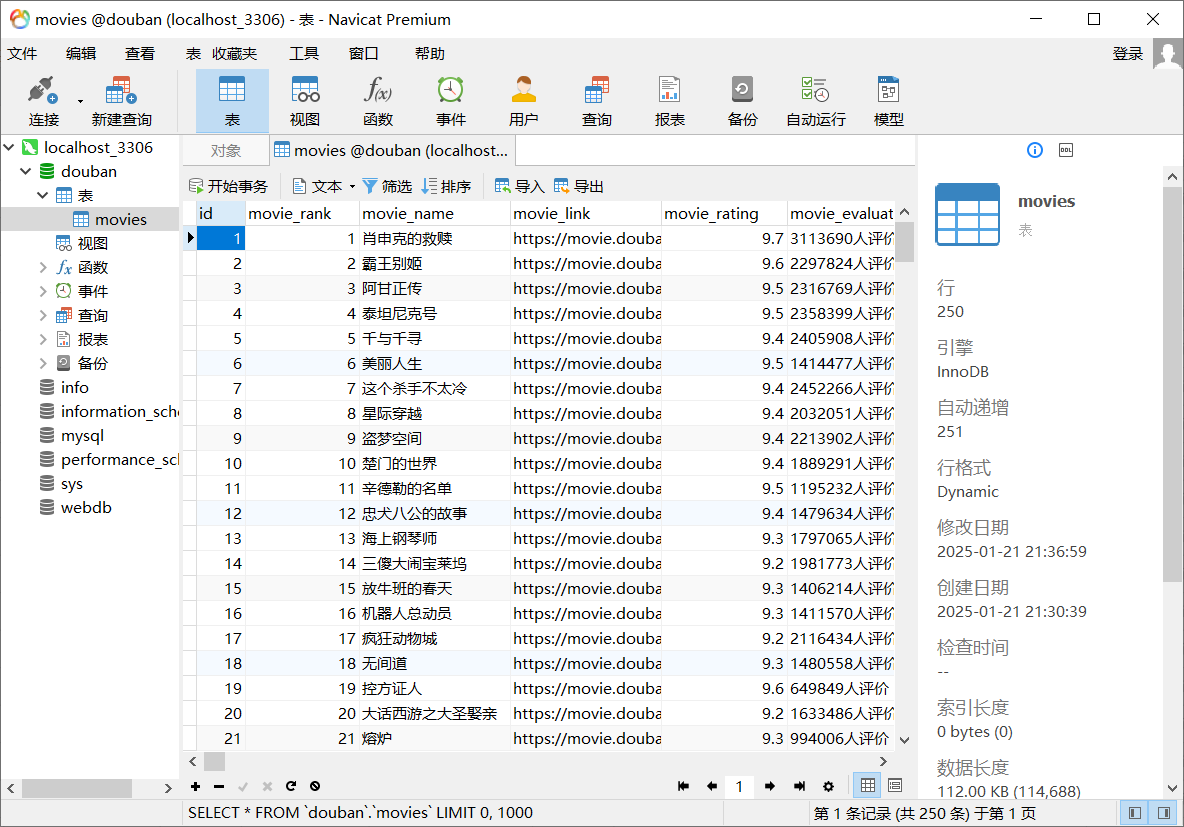 movies @douban (localhost_3306) - 表 - Navicat Premium
文件 编辑 查看 表 收藏夹 工具 窗口 帮助 登录
连接 新建查询 表 视图 函数 事件 用户 查询 报表 备份 自动运行 模型
localhost_3306
douban
表
movies
视图
函数
事件
查询
报表
备份
info
information_sche
mysql
performance_scl
sys
webdb
对象 movies @douban (localhost...
开始事务 文本 筛选 排序 导入 导出
id movie_rank movie_name movie_link movie_rating movie_evaluat
1 1 肖申克的救赎 https://movie.douba 9.7 3113690人评价
2 2 霸王别姬 https://movie.douba 9.6 2297824人评价
3 3 阿甘正传 https://movie.douba 9.5 2316769人评价
4 4 泰坦尼克号 https://movie.douba 9.5 2358399人评价
5 5 千与千寻 https://movie.douba 9.4 2405908人评价
6 6 美丽人生 https://movie.douba 9.5 1414477人评价
7 7 这个杀手不太冷 https://movie.douba 9.4 2452266人评价
8 8 星际穿越 https://movie.douba 9.4 2032051人评价
9 9 盗梦空间 https://movie.douba 9.4 2213902人评价
10 10 楚门的世界 https://movie.douba 9.4 1889291人评价
11 11 辛德勒的名单 https://movie.douba 9.5 1195232人评价
12 12 忠犬八公的故事 https://movie.douba 9.4 1479634人评价
13 13 海上钢琴师 https://movie.douba 9.3 1797065人评价
14 14 三傻大闹宝莱坞 https://movie.douba 9.2 1981773人评价
15 15 放牛班的春天 https://movie.douba 9.3 1406214人评价
16 16 机器人总动员 https://movie.douba 9.3 1411570人评价
17 17 疯狂动物城 https://movie.douba 9.2 2116434人评价
18 18 无间道 https://movie.douba 9.3 1480558人评价
19 19 控方证人 https://movie.douba 9.6 649849人评价
20 20 大话西游之大圣娶亲 https://movie.douba 9.2 1633486人评价
21 21 熔炉 https://movie.douba 9.3 994006人评价
1
SELECT * FROM `douban`.`movies` LIMIT 0, 1000
第 1 条记录 (共 250 条) 于第 1 页
DDL
movies
表
行
250
引擎
InnoDB
自动递增
251
行格式
Dynamic
修改日期
2025-01-21 21:36:59
创建日期
2025-01-21 21:30:39
检查时间
--
索引长度
0 bytes (0)
数据长度
112.00 KB (114,688)